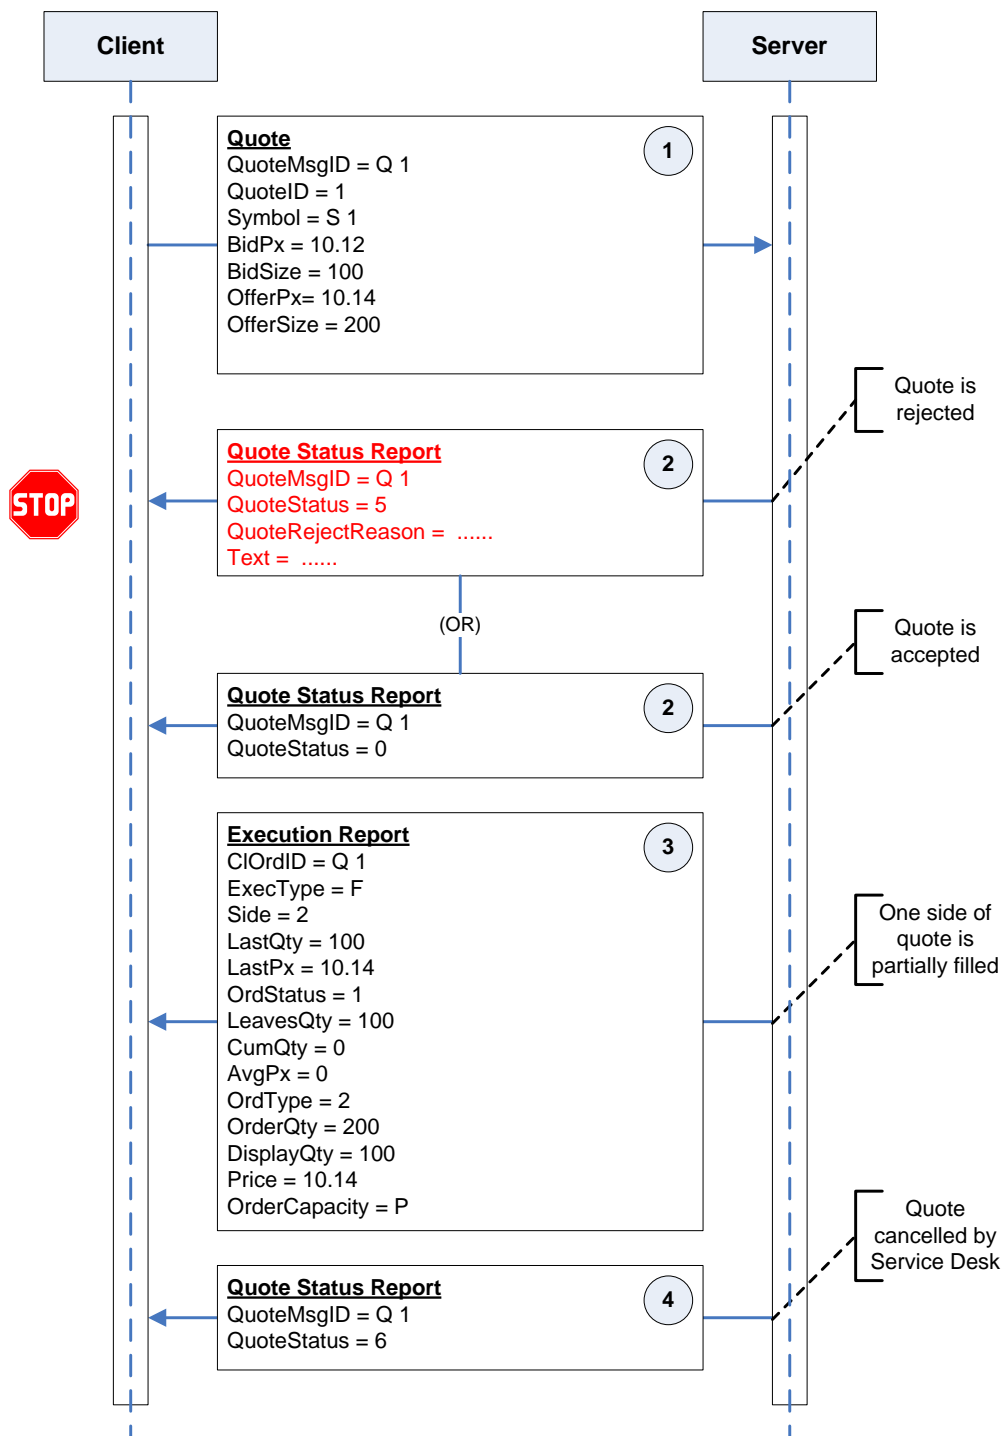 Client
Server
Quote
1
QuoteMsgID = Q 1
QuoteID = 1
Symbol = S 1
BidPx = 10.12
BidSize = 100
OfferPx= 10.14
OfferSize = 200
Quote is
rejected
Quote Status Report
2
QuoteMsgID = Q 1
QuoteStatus = 5
QuoteRejectReason = ......
Text = ......
STOP
(OR)
Quote is
accepted
Quote Status Report
2
QuoteMsgID = Q 1
QuoteStatus = 0
Execution Report
3
ClOrdID = Q 1
ExecType = F
Side = 2
LastQty = 100
LastPx = 10.14
OrdStatus = 1
LeavesQty = 100
CumQty = 0
AvgPx = 0
OrdType = 2
OrderQty = 200
DisplayQty = 100
Price = 10.14
OrderCapacity = P
One side of
quote is
partially filled
Quote
cancelled by
Service Desk
Quote Status Report
4
QuoteMsgID = Q 1
QuoteStatus = 6